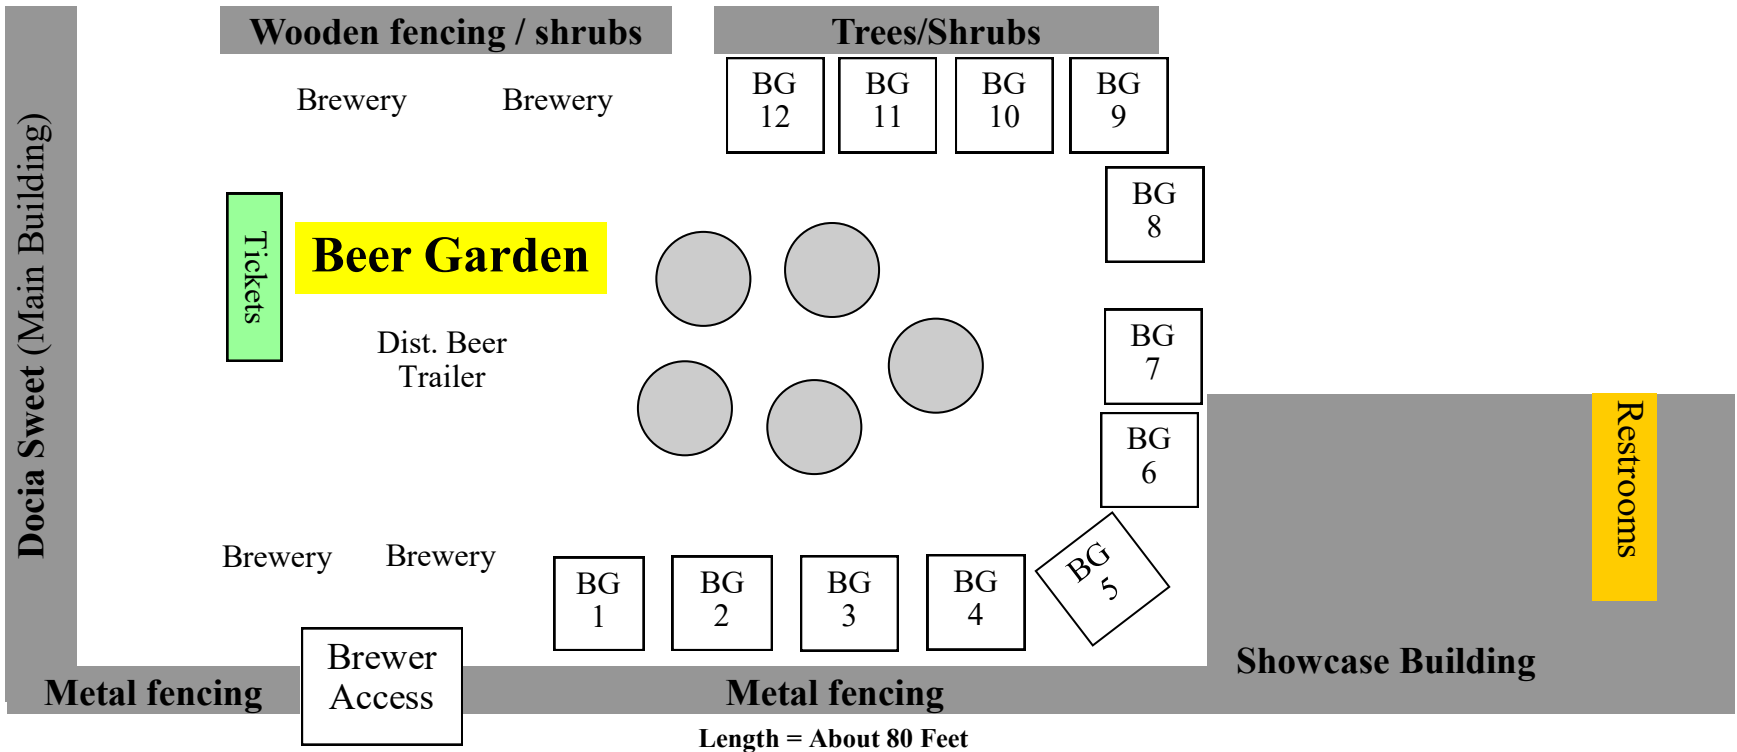 Wooden fencing / shrubs
Trees/Shrubs
Brewery
Brewery
BG
12
BG
11
BG
10
BG
9
BG
8
Docia Sweet (Main Building)
Tickets
Beer Garden
Dist. Beer
Trailer
BG
7
BG
6
Restrooms
Brewery
Brewery
BG
1
BG
2
BG
3
BG
4
BG
5
Brewer
Access
Showcase Building
Metal fencing
Metal fencing
Length = About 80 Feet